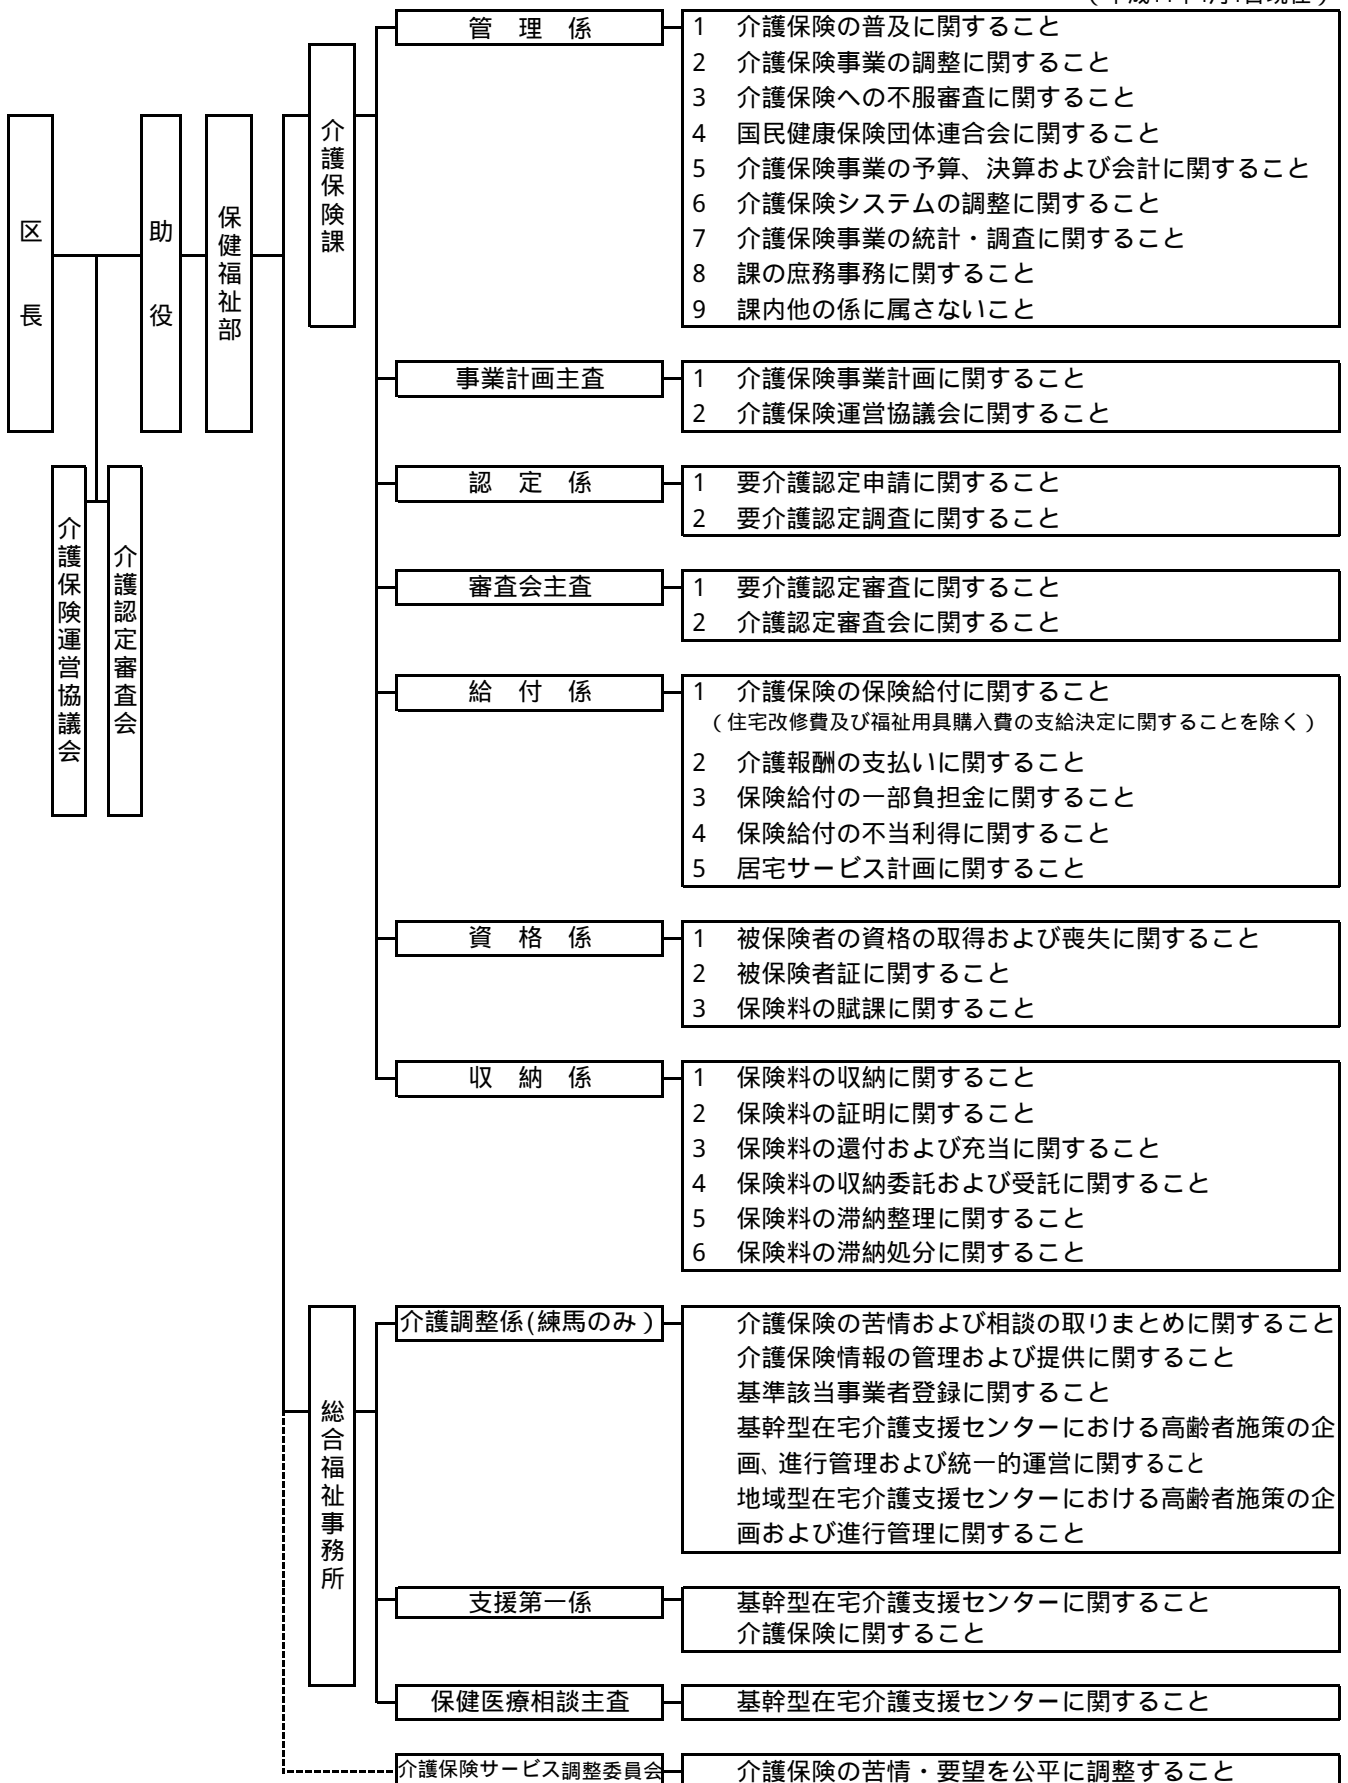 区長
助役
保健福祉部
介護保険運営協議会
介護認定審査会
介護保険課
管理係
1 介護保険の普及に関すること
2 介護保険事業の調整に関すること
3 介護保険への不服審査に関すること
4 国民健康保険団体連合会に関すること
5 介護保険事業の予算、決算および会計に関すること
6 介護保険システムの調整に関すること
7 介護保険事業の統計・調査に関すること
8 課の庶務事務に関すること
9 課内他の係に属さないこと
事業計画主査
1 介護保険事業計画に関すること
2 介護保険運営協議会に関すること
認定係
1 要介護認定申請に関すること
2 要介護認定調査に関すること
審査会主査
1 要介護認定審査に関すること
2 介護認定審査会に関すること
給付係
1 介護保険の保険給付に関すること
（住宅改修費及び福祉用具購入費の支給決定に関することを除く）
2 介護報酬の支払いに関すること
3 保険給付の一部負担金に関すること
4 保険給付の不当利得に関すること
5 居宅サービス計画に関すること
資格係
1 被保険者の資格の取得および喪失に関すること
2 被保険者証に関すること
3 保険料の賦課に関すること
収納係
1 保険料の収納に関すること
2 保険料の証明に関すること
3 保険料の還付および充当に関すること
4 保険料の収納委託および受託に関すること
5 保険料の滞納整理に関すること
6 保険料の滞納処分に関すること
総合福祉事務所
介護調整係(練馬のみ）
介護保険の苦情および相談の取りまとめに関すること
介護保険情報の管理および提供に関すること
基準該当事業者登録に関すること
基幹型在宅介護支援センターにおける高齢者施策の企
画、進行管理および統一的運営に関すること
地域型在宅介護支援センターにおける高齢者施策の企
画および進行管理に関すること
支援第一係
基幹型在宅介護支援センターに関すること
介護保険に関すること
保健医療相談主査
基幹型在宅介護支援センターに関すること
介護保険サービス調整委員会
介護保険の苦情・要望を公平に調整すること